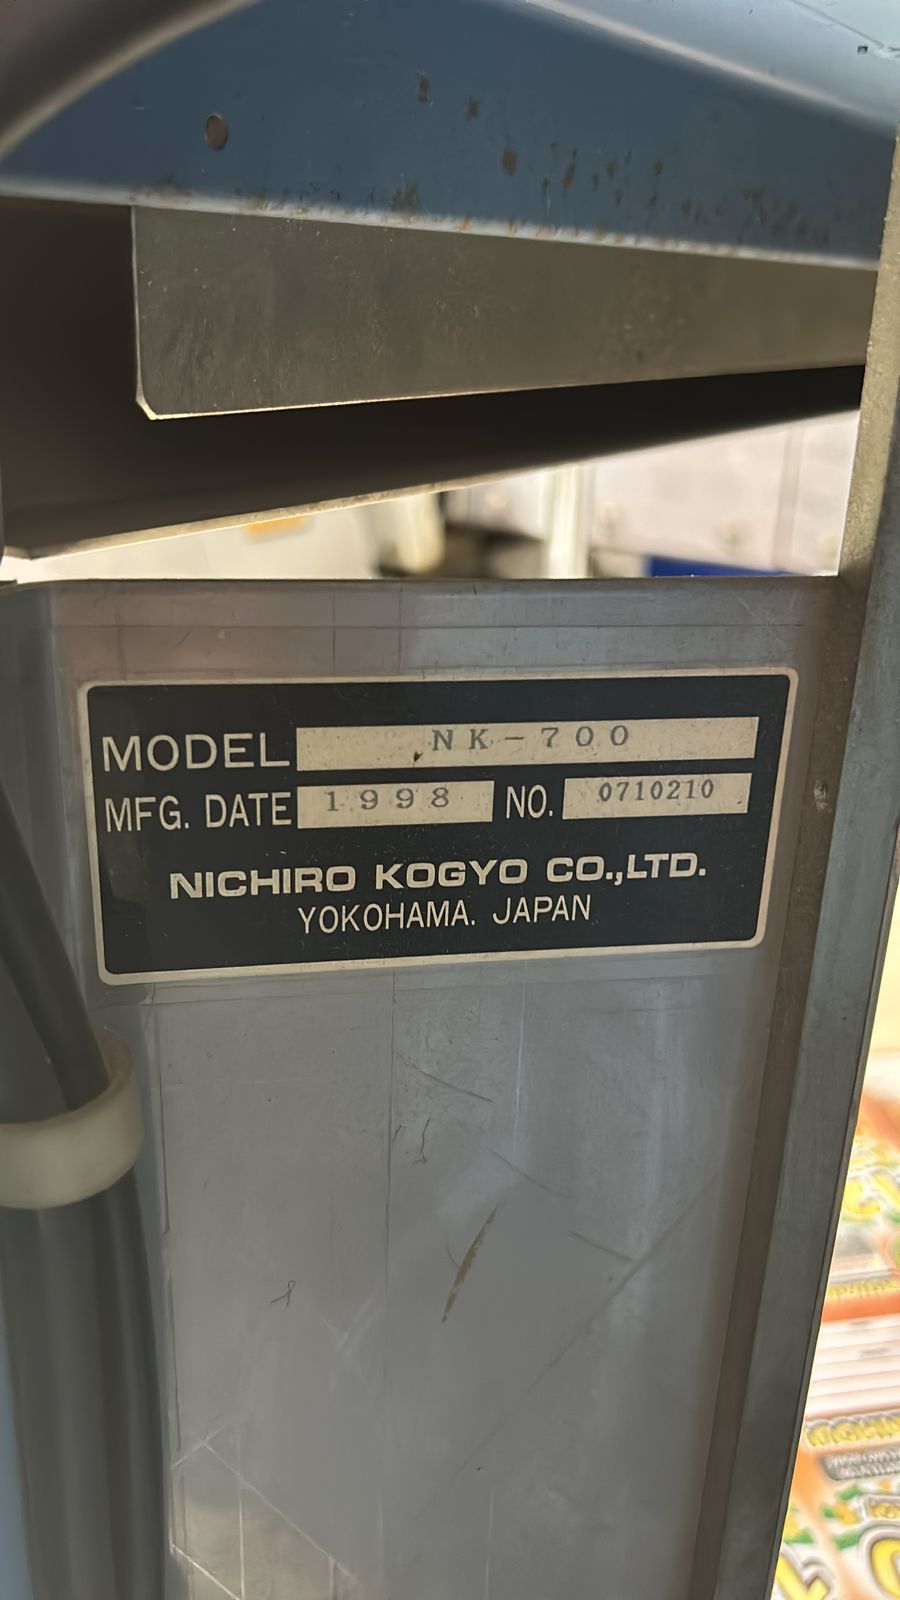 MODEL NK-700
MFG. DATE 1998 NO. 0710210
NICHIRO KOGYO CO.,LTD.
YOKOHAMA. JAPAN